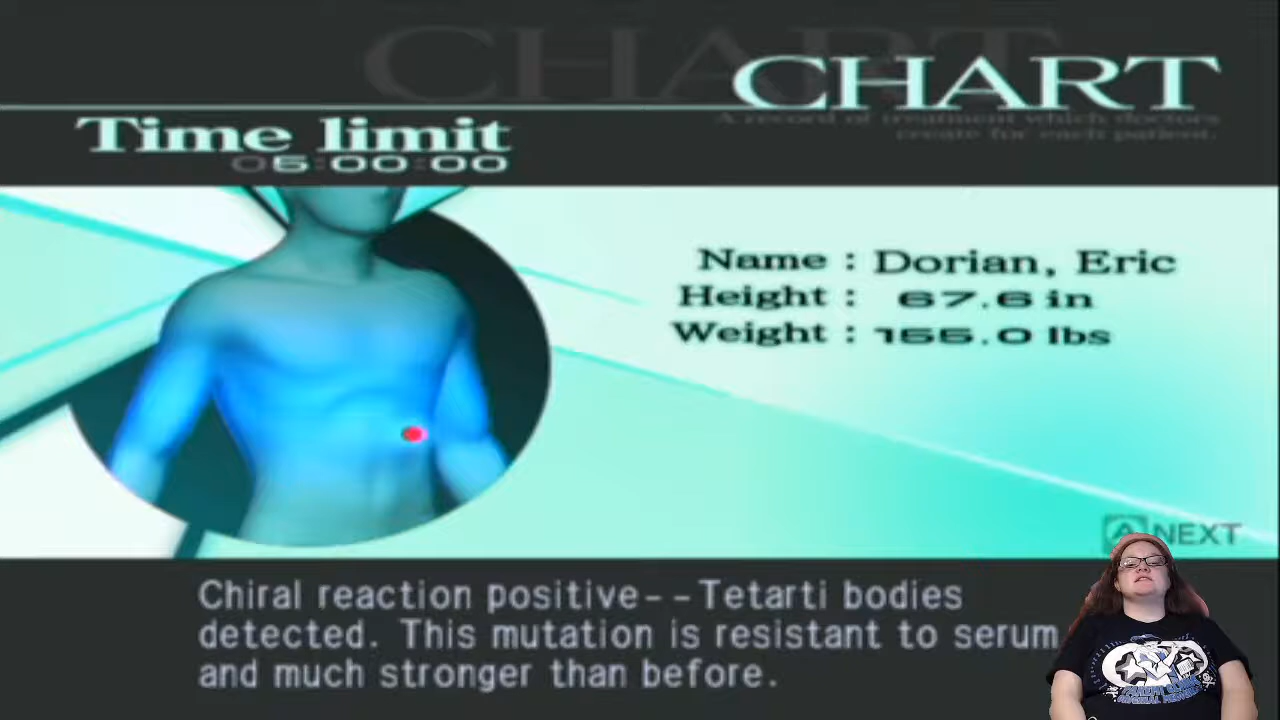 CHART
CHART
A record of treatment which doctors
create for each patient.
Time limit
05:00:00
Name : Dorian, Eric
Height : 67.6 in
Weight : 155.0 lbs
A NEXT
Chiral reaction positive--Tetarti bodies
detected. This mutation is resistant to serum
and much stronger than before.